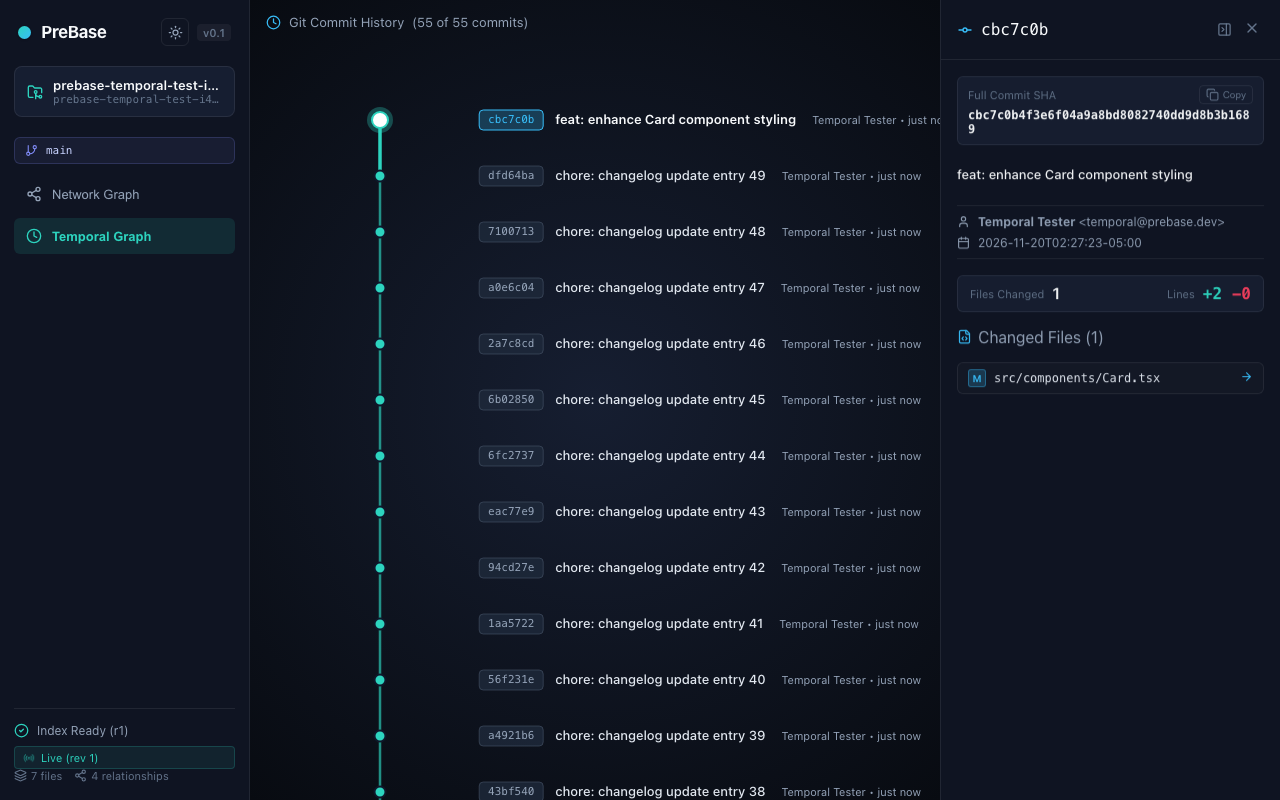 PreBase
v0.1
prebase-temporal-test-i...
prebase-temporal-test-i4…
main
Network Graph
Temporal Graph
Index Ready (r1)
Live (rev 1)
7 files
4 relationships
Git Commit History (55 of 55 commits)
cbc7c0b feat: enhance Card component styling Temporal Tester • just no
dfd64ba chore: changelog update entry 49 Temporal Tester • just now
7100713 chore: changelog update entry 48 Temporal Tester • just now
a0e6c04 chore: changelog update entry 47 Temporal Tester • just now
2a7c8cd chore: changelog update entry 46 Temporal Tester • just now
6b02850 chore: changelog update entry 45 Temporal Tester • just now
6fc2737 chore: changelog update entry 44 Temporal Tester • just now
eac77e9 chore: changelog update entry 43 Temporal Tester • just now
94cd27e chore: changelog update entry 42 Temporal Tester • just now
1aa5722 chore: changelog update entry 41 Temporal Tester • just now
56f231e chore: changelog update entry 40 Temporal Tester • just now
a4921b6 chore: changelog update entry 39 Temporal Tester • just now
43bf540 chore: changelog update entry 38 Temporal Tester • just now
cbc7c0b
Full Commit SHA
Copy
cbc7c0b4f3e6f04a9a8bd8082740dd9d8b3b168
9
feat: enhance Card component styling
Temporal Tester <temporal@prebase.dev>
2026-11-20T02:27:23-05:00
Files Changed 1 Lines +2 −0
Changed Files (1)
M src/components/Card.tsx